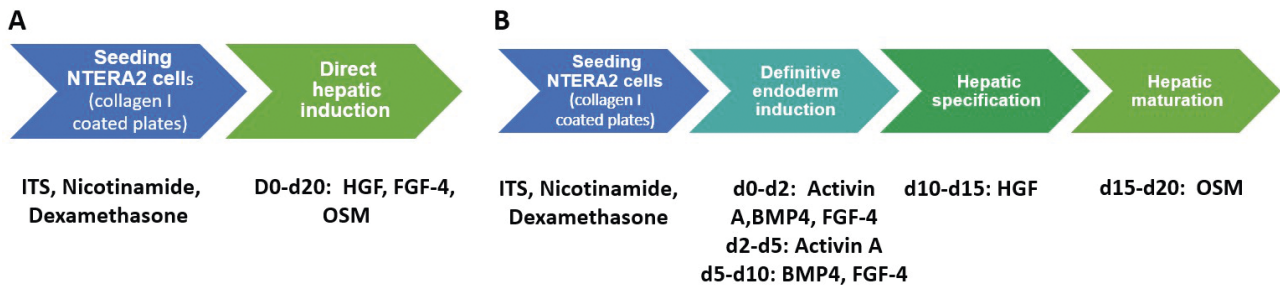 A
Seeding
NTERA2 cells
(collagen I
coated plates)
Direct
hepatic
induction
ITS, Nicotinamide,
Dexamethasone
D0-d20: HGF, FGF-4,
OSM
B
Seeding
NTERA2 cells
(collagen I
coated plates)
Definitive
endoderm
induction
Hepatic
specification
Hepatic
maturation
ITS, Nicotinamide,
Dexamethasone
d0-d2: Activin
A,BMP4, FGF-4
d2-d5: Activin A
d5-d10: BMP4, FGF-4
d10-d15: HGF
d15-d20: OSM